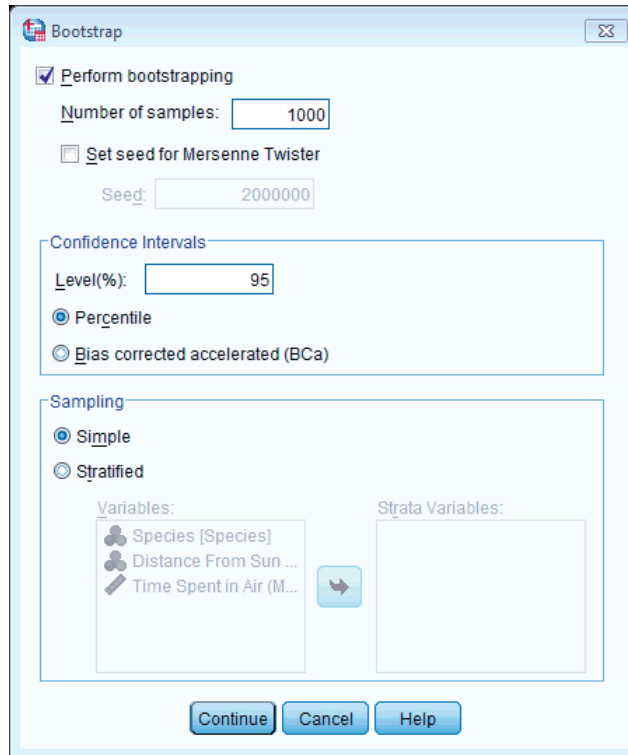 Bootstrap
Perform bootstrapping
Number of samples: 1000
Set seed for Mersenne Twister
Seed: 2000000
Confidence Intervals
Level(%): 95
Percentile
Bias corrected accelerated (BCa)
Sampling
Simple
Stratified
Variables:
Species [Species]
Distance From Sun ...
Time Spent in Air (M...
Strata Variables:
Continue Cancel Help